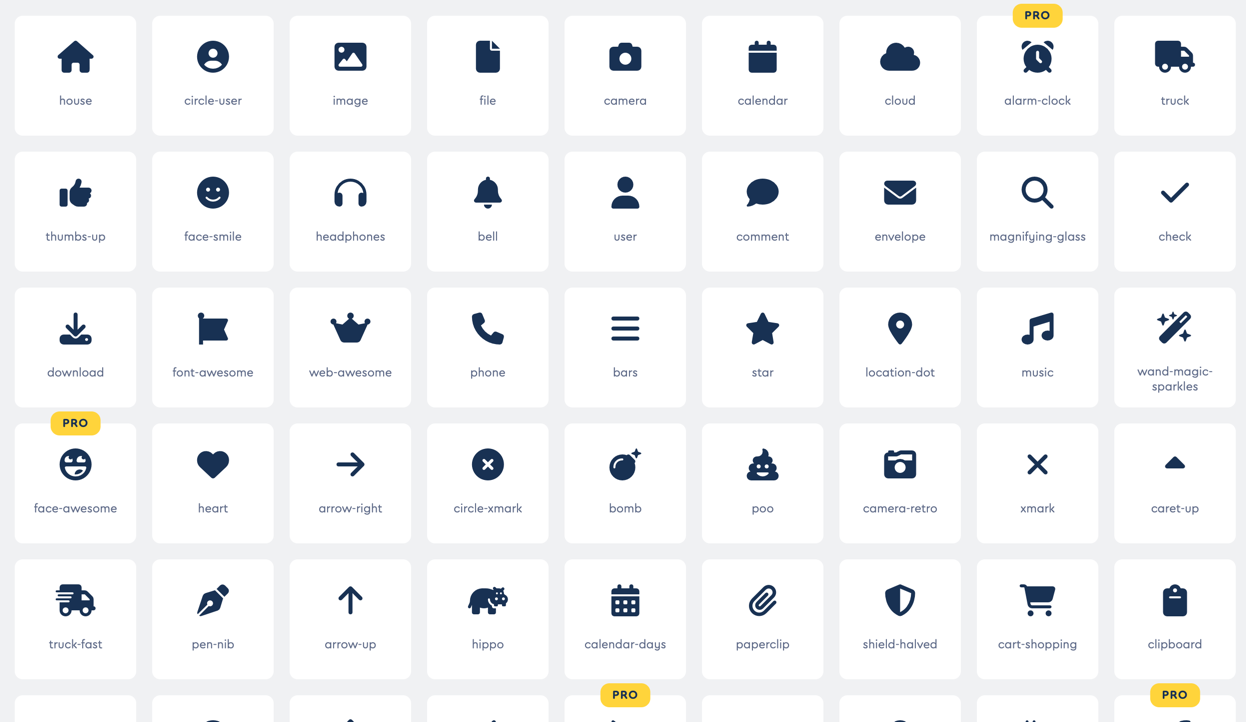 PRO
house
circle-user
image
file
camera
calendar
cloud
alarm-clock
truck
thumbs-up
face-smile
headphones
bell
user
comment
envelope
magnifying-glass
check
download
font-awesome
web-awesome
phone
bars
star
location-dot
music
wand-magic-
sparkles
PRO
face-awesome
heart
arrow-right
circle-xmark
bomb
poo
camera-retro
xmark
caret-up
truck-fast
pen-nib
arrow-up
hippo
calendar-days
paperclip
shield-halved
cart-shopping
clipboard
PRO
PRO